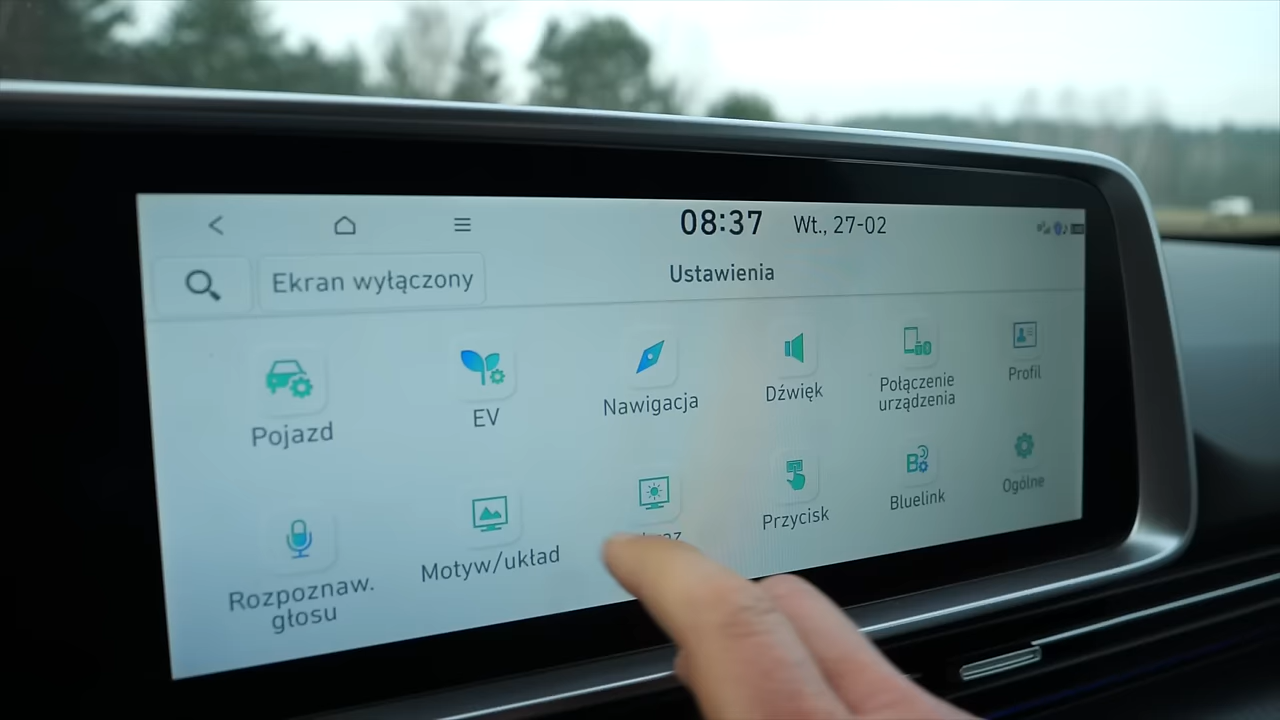 08:37 Wt., 27-02
Ekran wyłączony
Ustawienia
Pojazd
EV
Nawigacja
Dźwięk
Połączenie
urządzenia
Profil
Rozpoznaw.
głosu
Motyw/układ
Przycisk
Bluelink
Ogólne